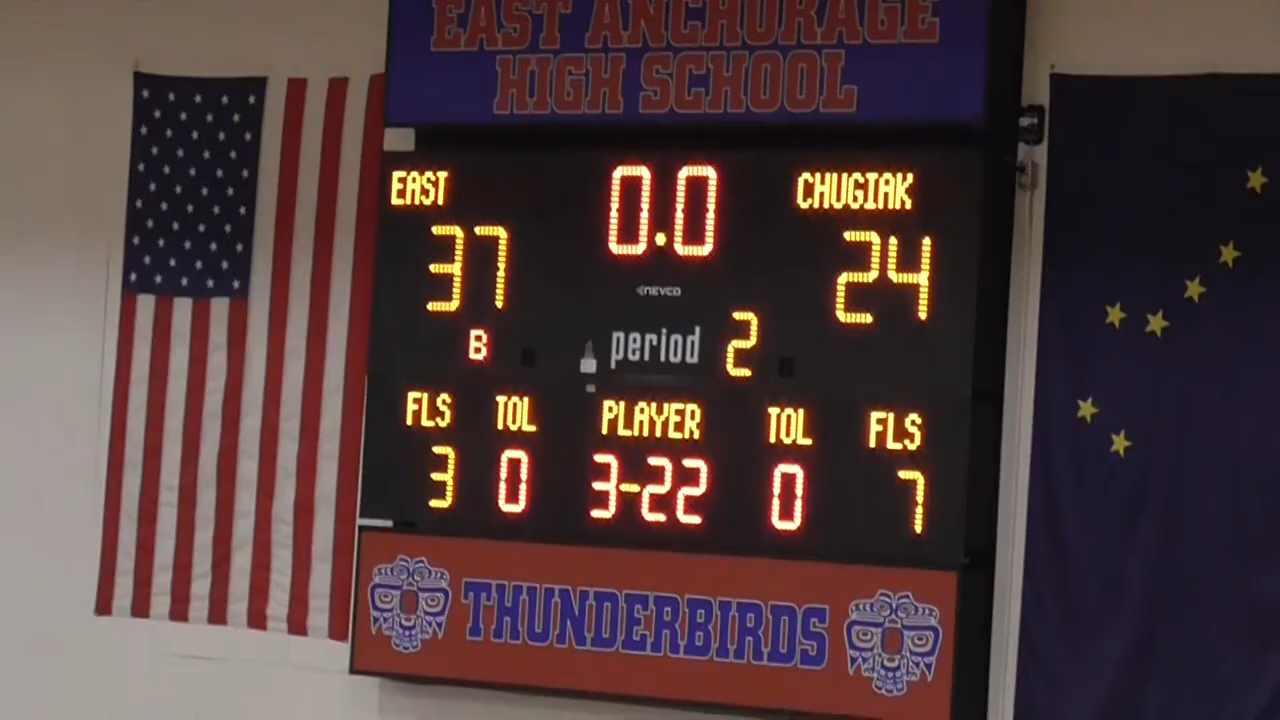 EAST ANCHORAGE
HIGH SCHOOL
EAST 0.0 CHUGIAK
37 24
NEVCO
B period 2
FLS TOL PLAYER TOL FLS
3 0 3-22 0 7
THUNDERBIRDS